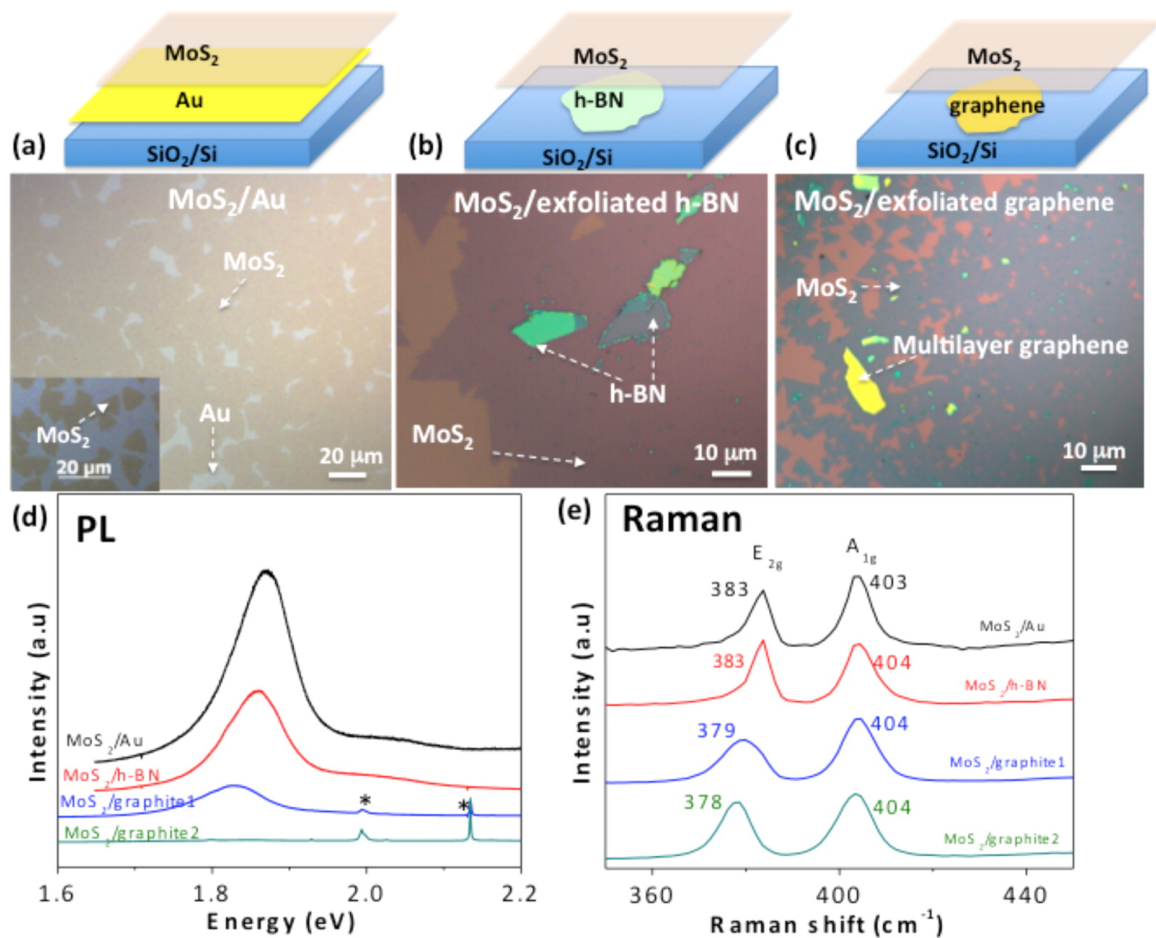 MoS₂
Au
SiO₂/Si
(a)
MoS₂
h-BN
SiO₂/Si
(b)
MoS₂
graphene
SiO₂/Si
(c)
MoS₂/Au
MoS₂
MoS₂
20 μm
Au
20 μm
MoS₂/exfoliated h-BN
h-BN
MoS₂
10 μm
MoS₂/exfoliated graphene
MoS₂
Multilayer graphene
10 μm
(d)
PL
Intensity (a.u)
MoS₂/Au
MoS₂/h-BN
MoS₂/graphite1
MoS₂/graphite2
*
*
1.6 1.8 2.0 2.2
Energy (eV)
(e)
Raman
Intensity (a.u)
E₂g
A₁g
383
403
MoS₂/Au
383
404
MoS₂/h-BN
379
404
MoS₂/graphite1
378
404
MoS₂/graphite2
360 400 440
Raman shift (cm⁻¹)